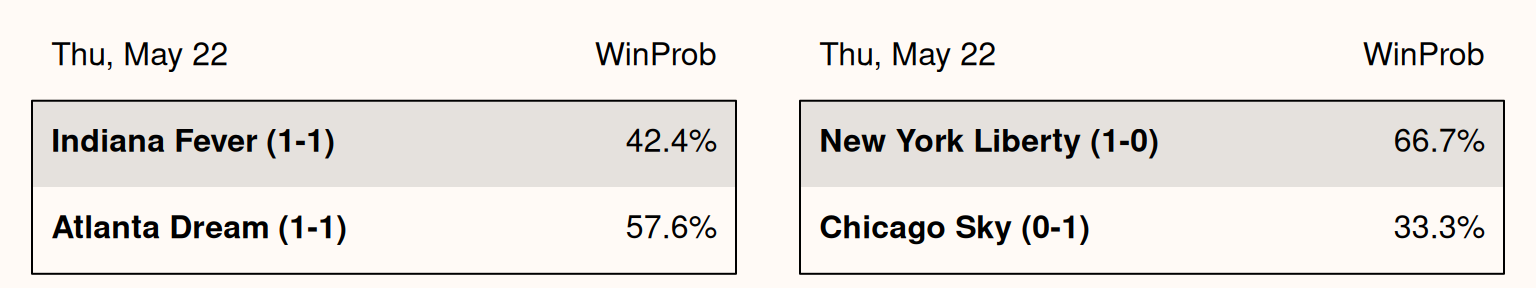 Thu, May 22 WinProb
Indiana Fever (1-1) 42.4%
Atlanta Dream (1-1) 57.6%
Thu, May 22 WinProb
New York Liberty (1-0) 66.7%
Chicago Sky (0-1) 33.3%